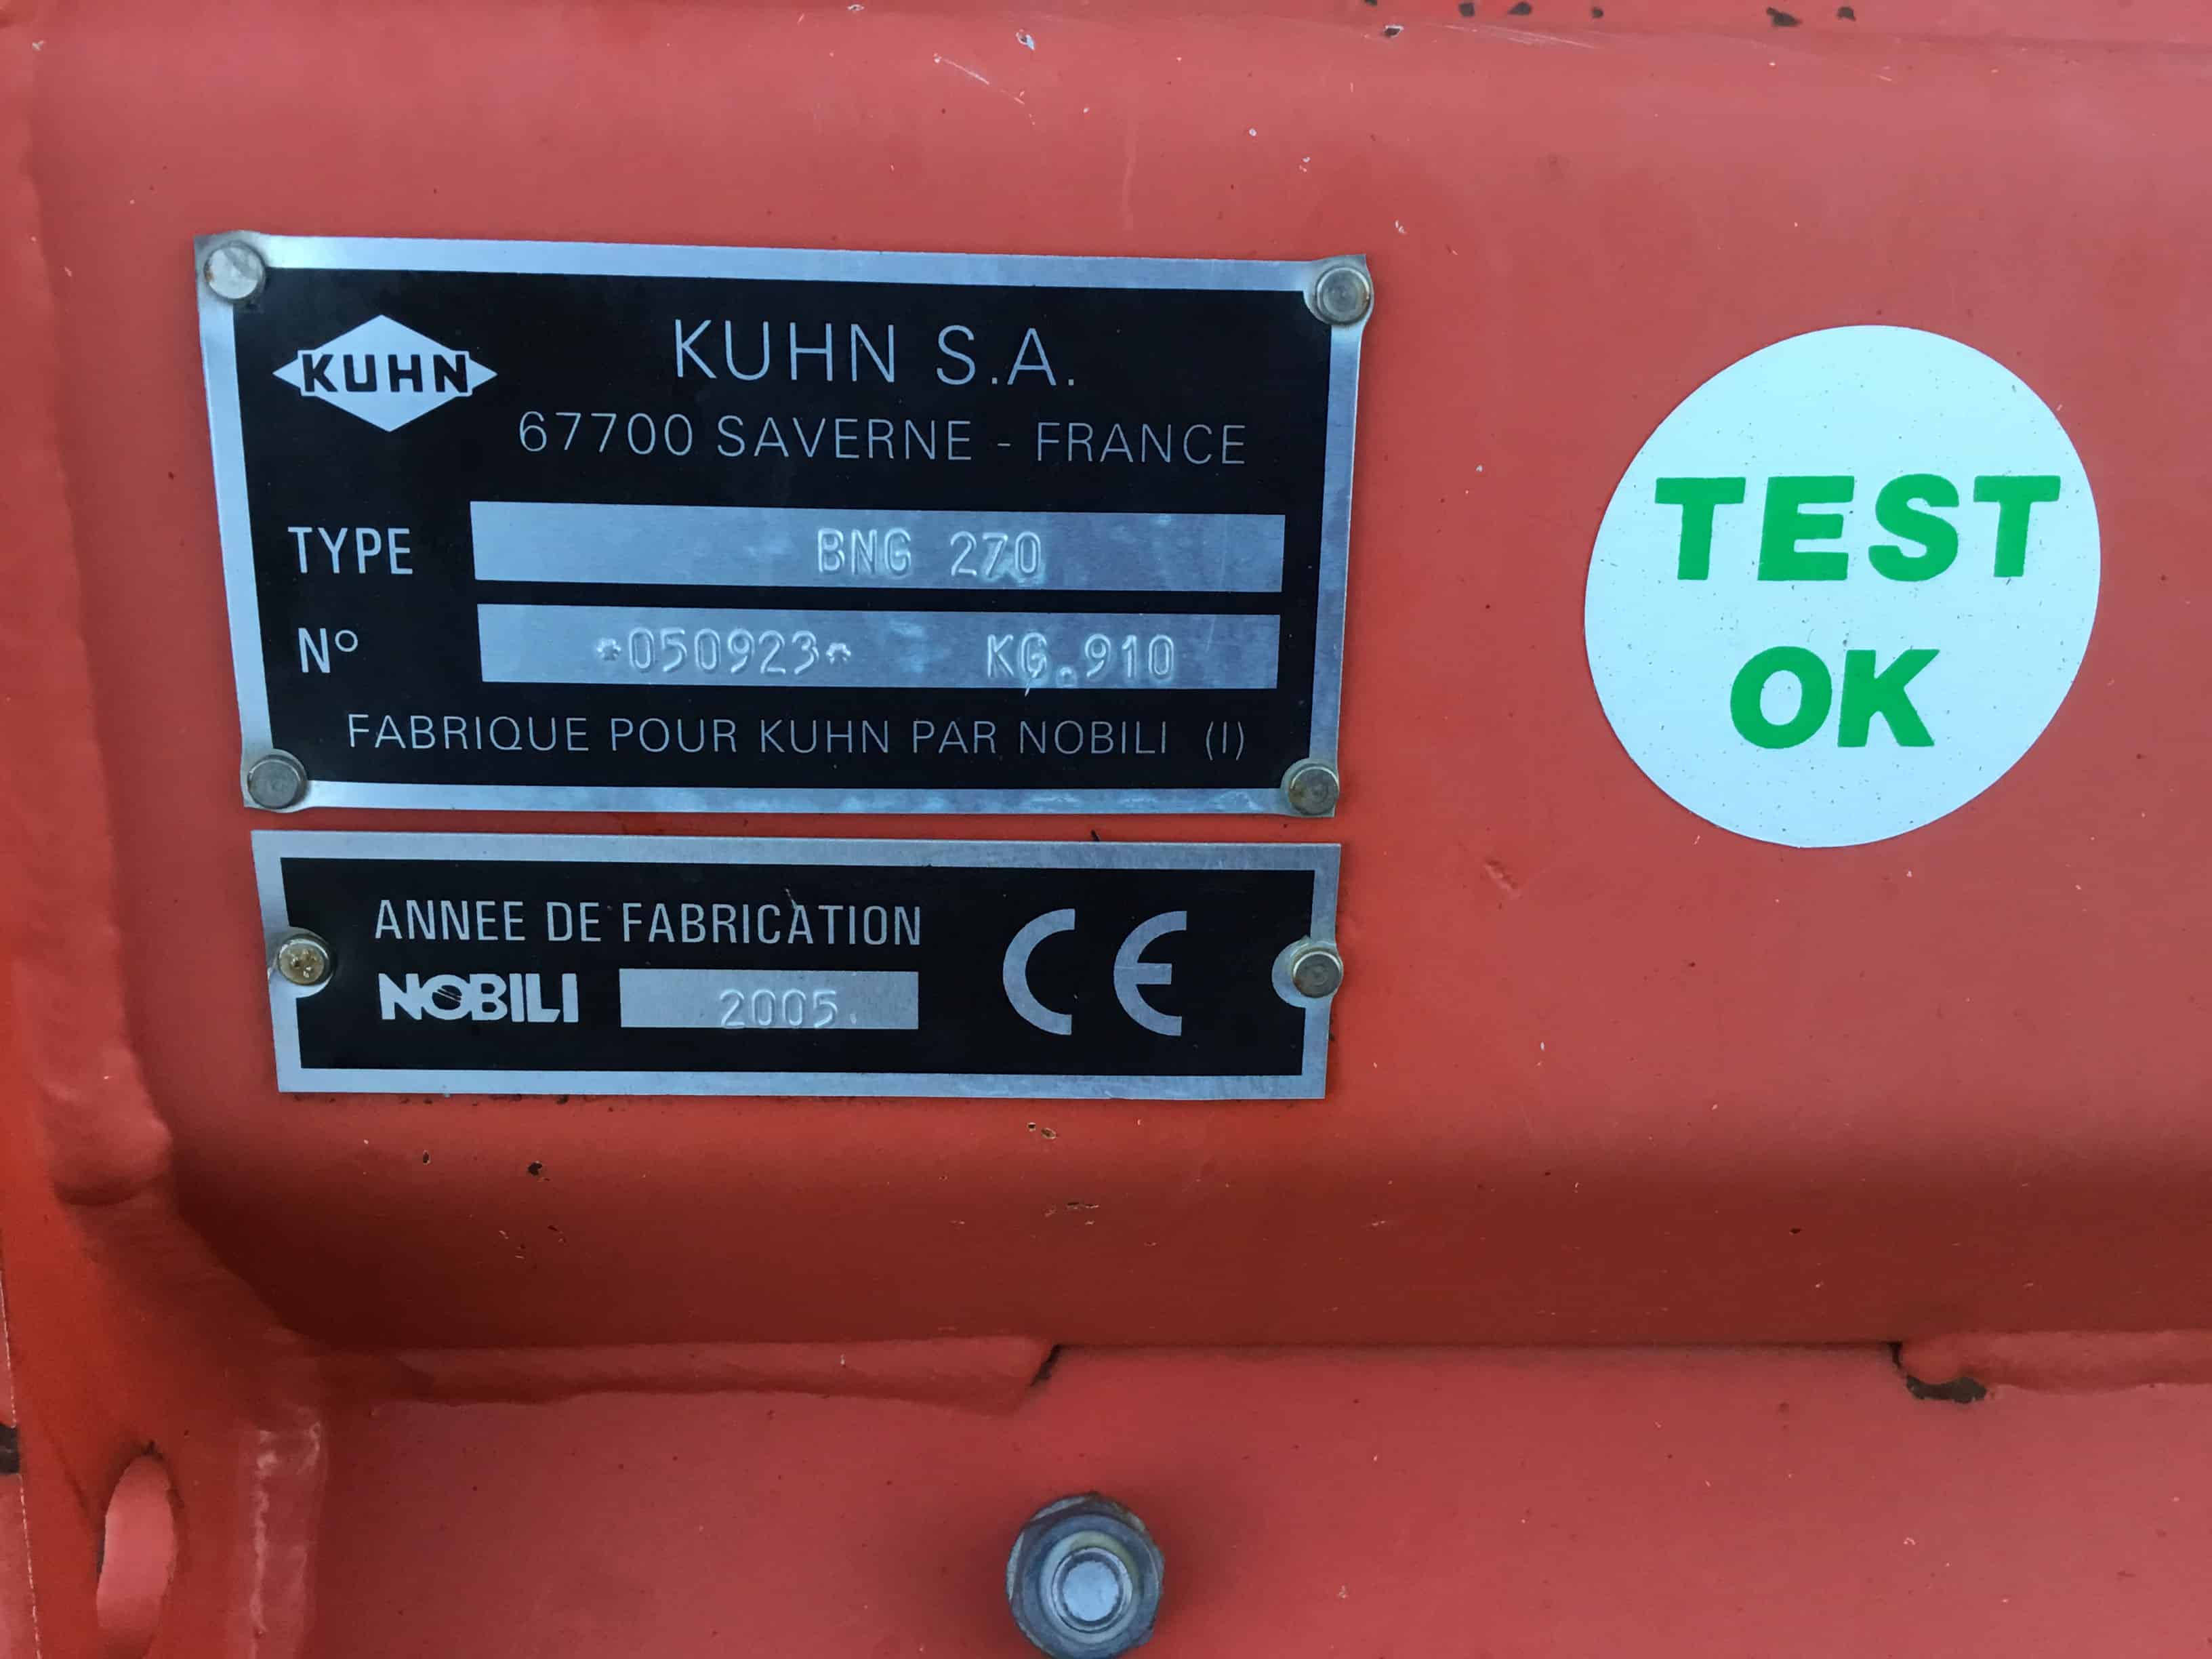 KUHN
KUHN S.A.
67700 SAVERNE - FRANCE
TYPE BNG 270
N° *050923* KG.910
FABRIQUE POUR KUHN PAR NOBILI (I)
ANNEE DE FABRICATION
NOBILI 2005.
CE
TEST
OK